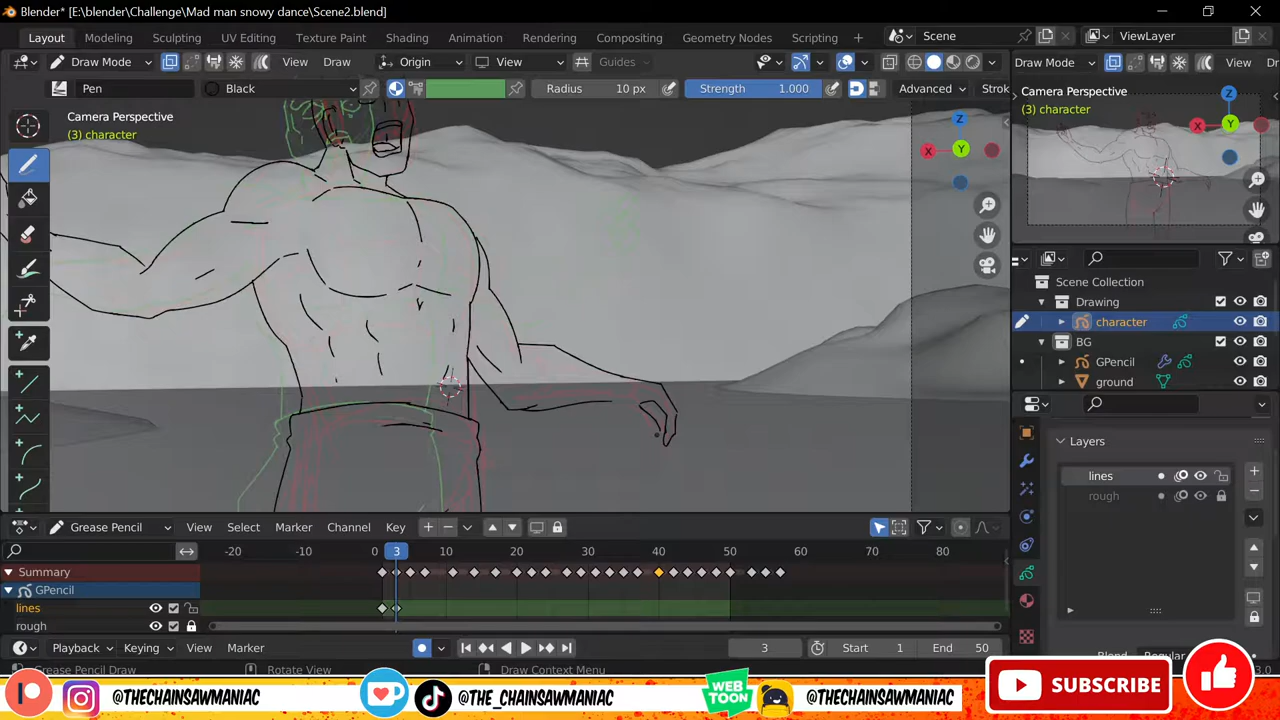 Blender* [E:\blender\Challenge\Mad man snowy dance\Scene2.blend]
Layout Modeling Sculpting UV Editing Texture Paint Shading Animation Rendering Compositing Geometry Nodes Scripting + Scene ViewLayer
Draw Mode View Draw Origin View Guides Draw Mode View D
Pen Black Radius 10 px Strength 1.000 Advanced Strok
Camera Perspective
(3) character
Z
X
Y
Camera Perspective
(3) character
Z
X
Y
Scene Collection
Drawing
character
BG
GPencil
ground
Layers
lines
rough
Grease Pencil View Select Marker Channel Key
-20 -10 0 3 10 20 30 40 50 60 70 80
Summary
GPencil
lines
rough
Playback Keying View Marker 3 Start 1 End 50
Grease Pencil Draw Rotate View Draw Context Menu
Blend Regular
3.0
@THECHAINSAWMANIAC @THE_CHAINSAWMANIAC WEB TOON @THECHAINSAWMANIAC SUBSCRIBE